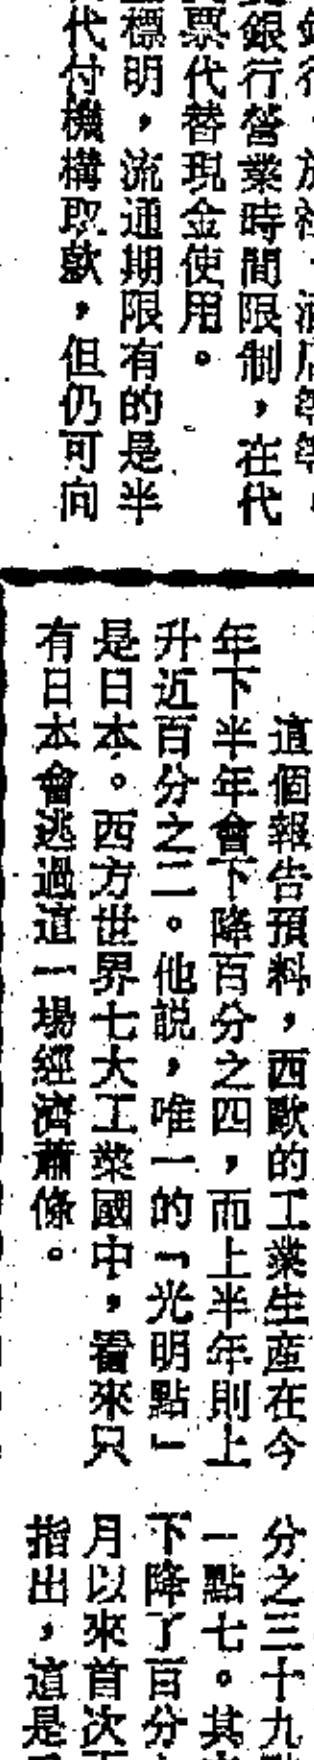 行營業時間限制，在代
票代替現金使用。
標明，流通期限有的是半
代付機構取款，但仍可向
這個報告預料，西歐的工業生產在今
年下半年會下降百分之四，而上半年則上
升近百分之二。他說，唯一的「光明點」
是日本。西方世界七大工業國中，看來只
有日本會逃過這一場經濟蕭條。
分之三十九
一點七。其
下降了百分
月以來首次
指出，這是